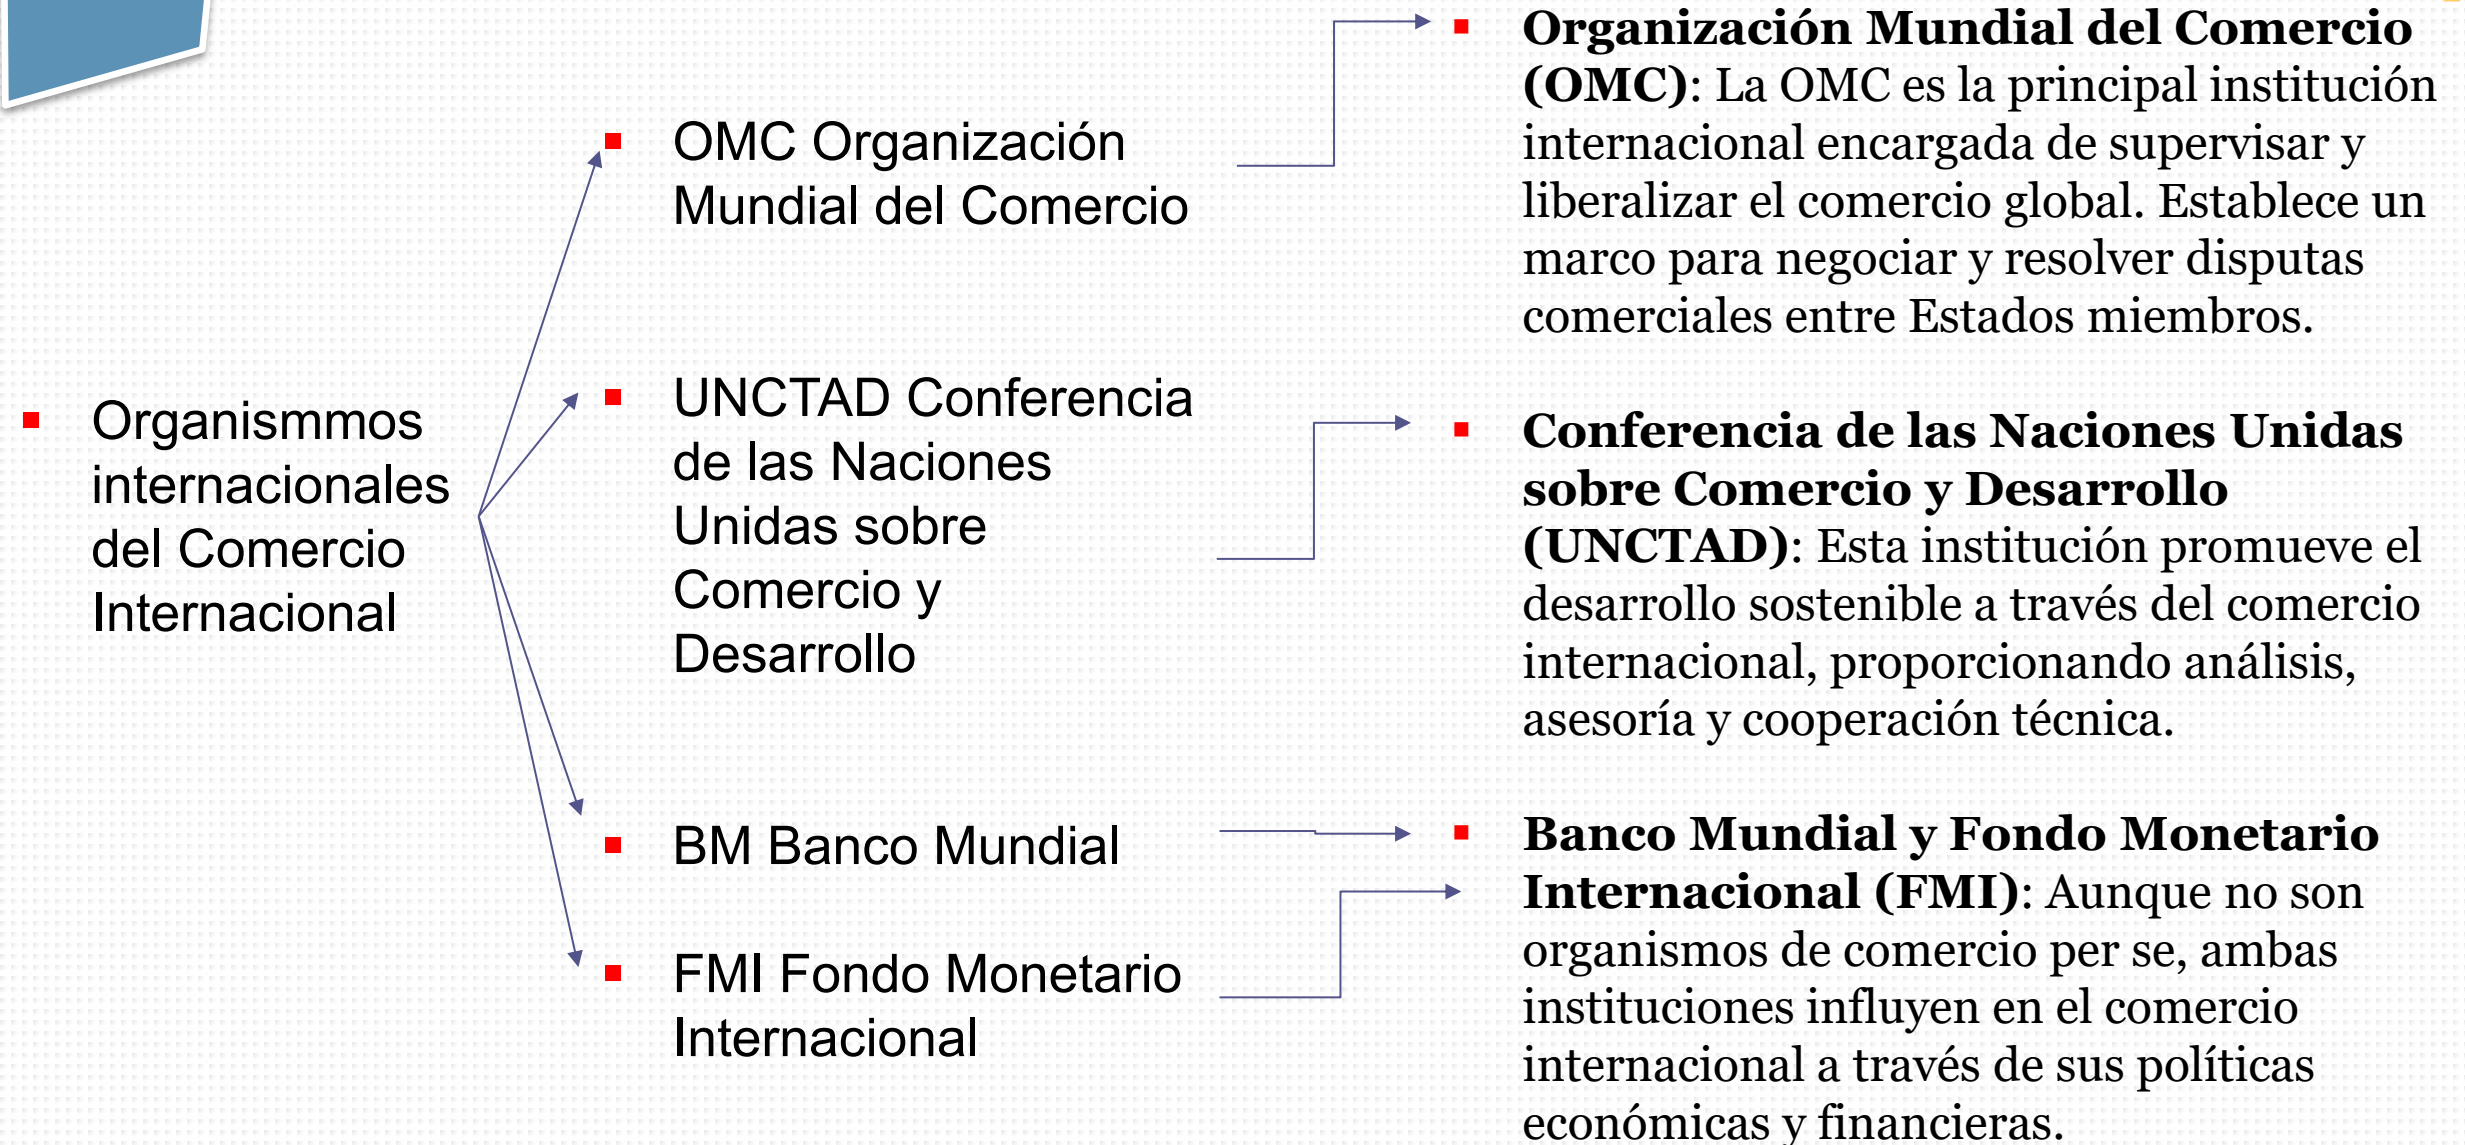 Organismmos
internacionales
del Comercio
Internacional
OMC Organización
Mundial del Comercio
UNCTAD Conferencia
de las Naciones
Unidas sobre
Comercio y
Desarrollo
BM Banco Mundial
FMI Fondo Monetario
Internacional
Organización Mundial del Comercio
(OMC): La OMC es la principal institución
internacional encargada de supervisar y
liberalizar el comercio global. Establece un
marco para negociar y resolver disputas
comerciales entre Estados miembros.
Conferencia de las Naciones Unidas
sobre Comercio y Desarrollo
(UNCTAD): Esta institución promueve el
desarrollo sostenible a través del comercio
internacional, proporcionando análisis,
asesoría y cooperación técnica.
Banco Mundial y Fondo Monetario
Internacional (FMI): Aunque no son
organismos de comercio per se, ambas
instituciones influyen en el comercio
internacional a través de sus políticas
económicas y financieras.